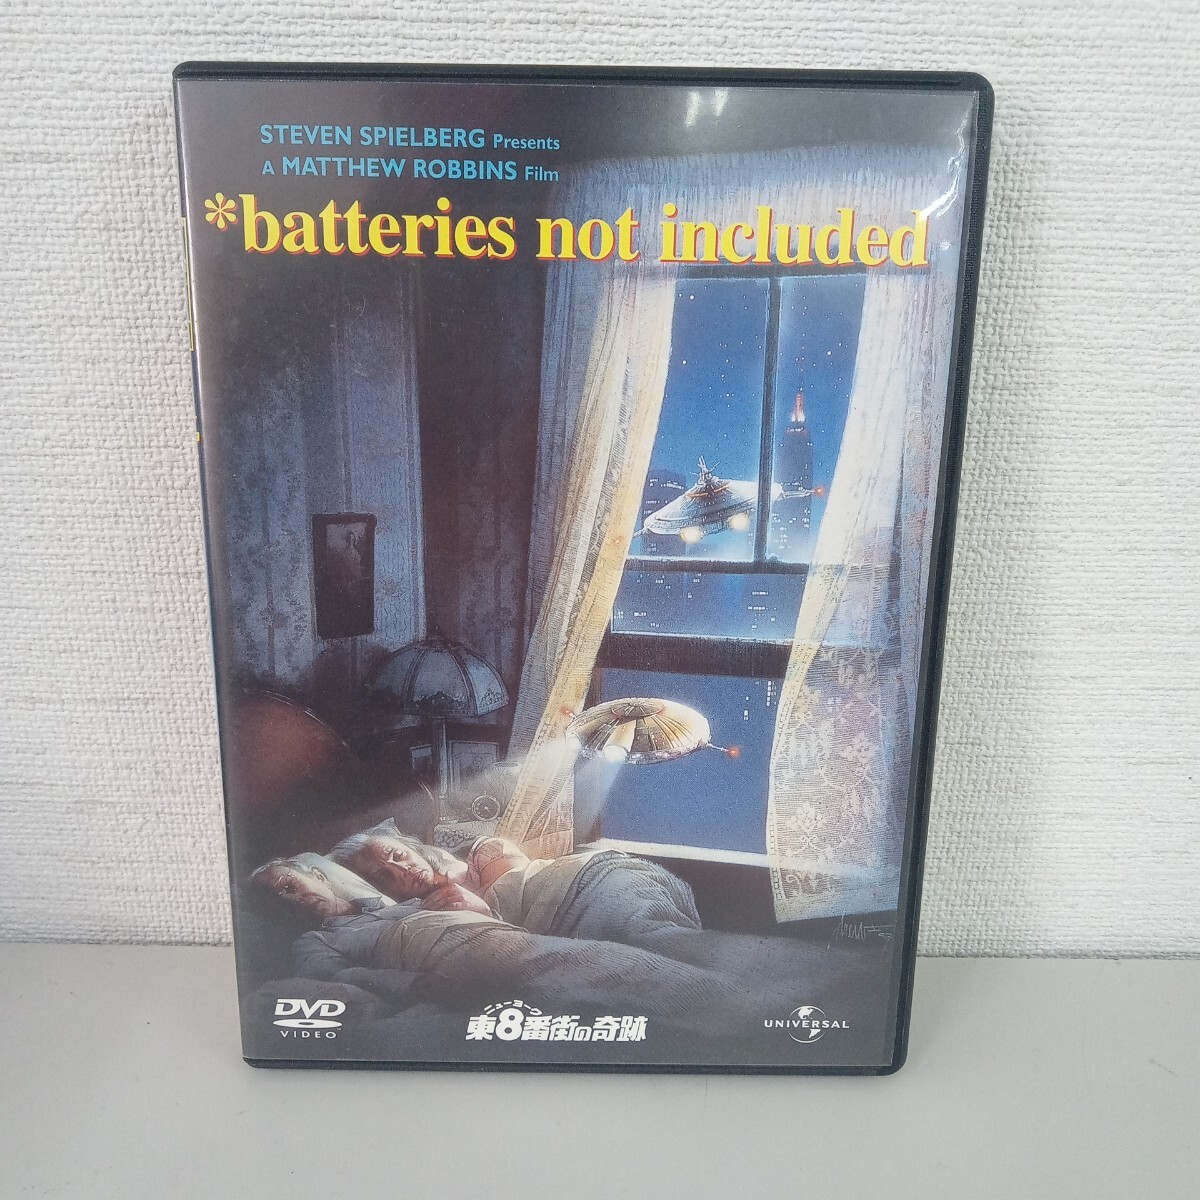 STEVEN SPIELBERG Presents
A MATTHEW ROBBINS Film
*batteries not included
DVD
VIDEO
ニューヨーク
東8番街の奇跡
UNIVERSAL